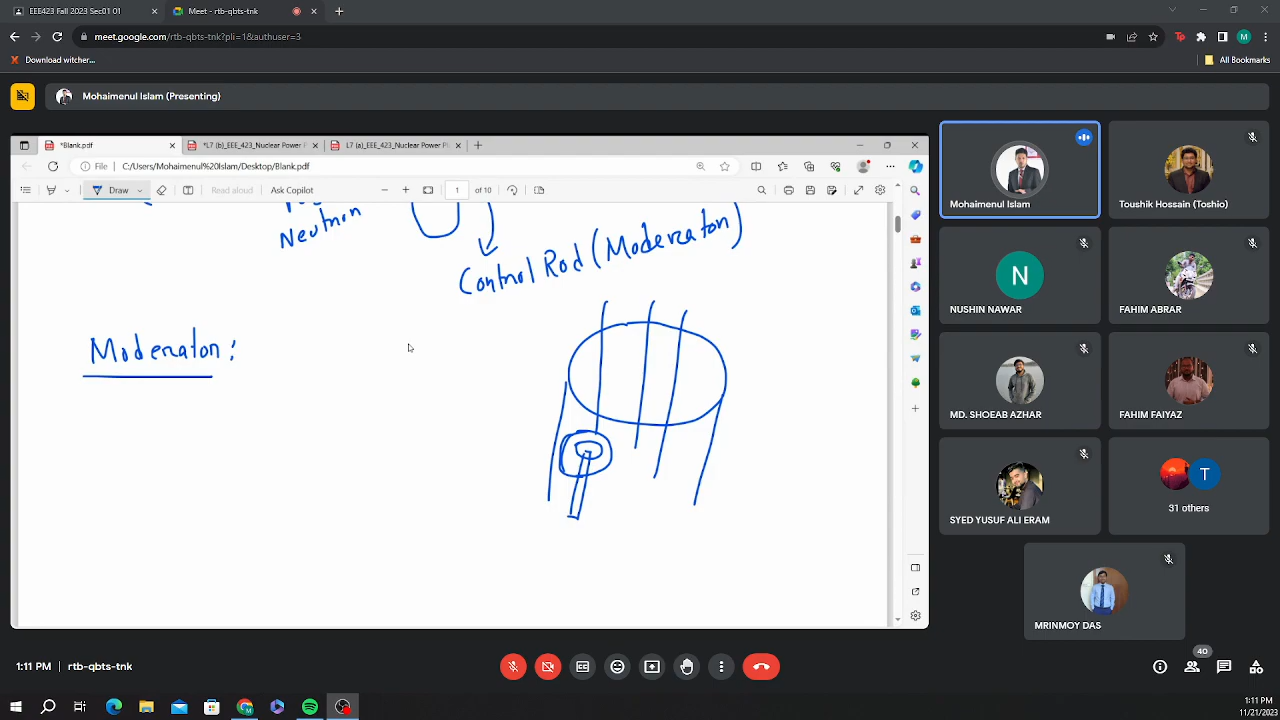 EEE423 Fall 2023 Sec01 01
Meet - rtb-qbts-tnk
meet.google.com/rtb-qbts-tnk?pli=1&authuser=3
M
Download witcher...
All Bookmarks
Mohaimenul Islam (Presenting)
*Blank.pdf
*L7 (b)_EEE_423_Nuclear Power P
L7 (a)_EEE_423_Nuclear Power P
File
C:/Users/Mohaimenul%20Islam/Desktop/Blank.pdf
Draw
Read aloud
Ask Copilot
1
of 10
Neutron
Control Rod (Moderator)
Moderator:
Mohaimenul Islam
Toushik Hossain (Toshio)
N
NUSHIN NAWAR
FAHIM ABRAR
MD. SHOEAB AZHAR
FAHIM FAIYAZ
SYED YUSUF ALI ERAM
T
31 others
MRINMOY DAS
1:11 PM
rtb-qbts-tnk
40
1:11 PM
11/21/2023